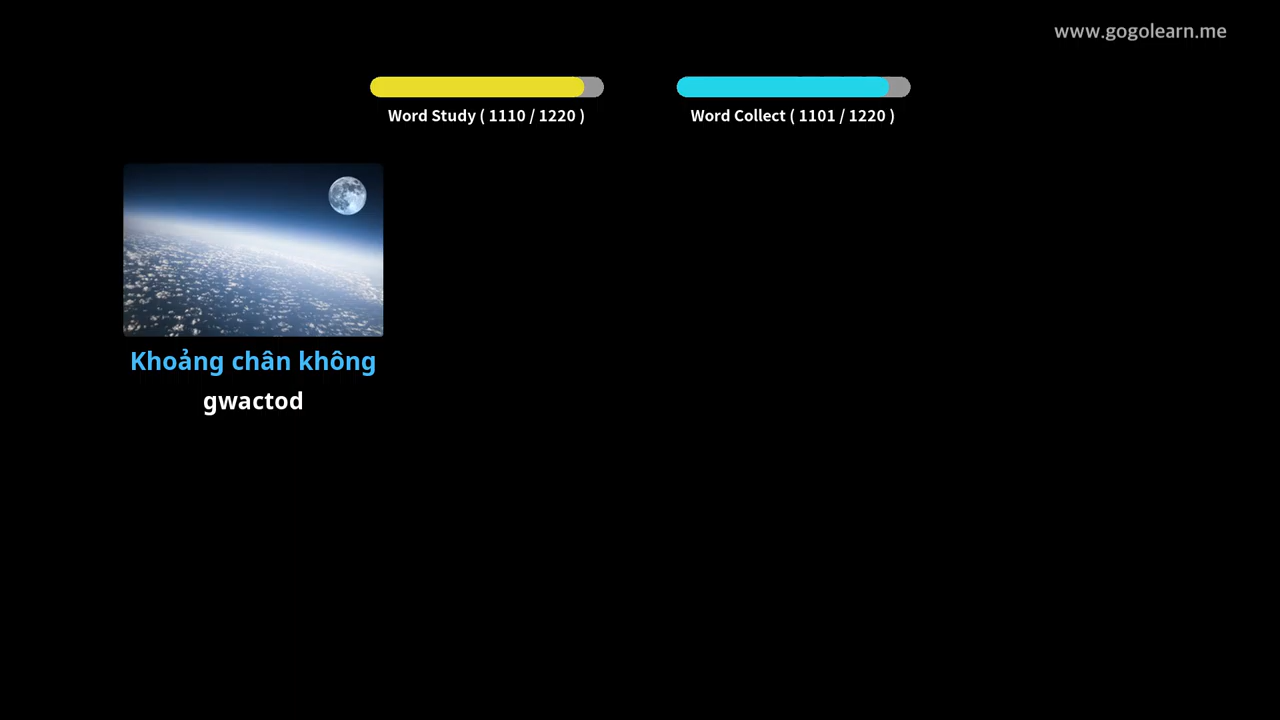 www.gogolearn.me
Word Study ( 1110 / 1220 )
Word Collect ( 1101 / 1220 )
Khoảng chân không
gwactod